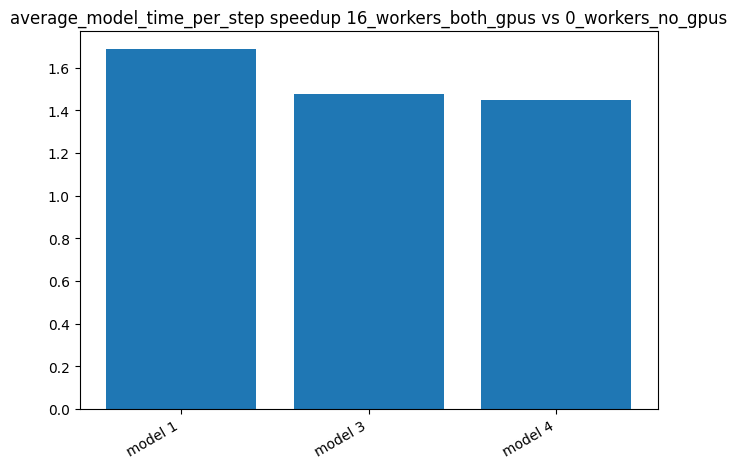 average_model_time_per_step speedup 16_workers_both_gpus vs 0_workers_no_gpus
1.6
1.4
1.2
1.0
0.8
0.6
0.4
0.2
0.0
model 1
model 3
model 4